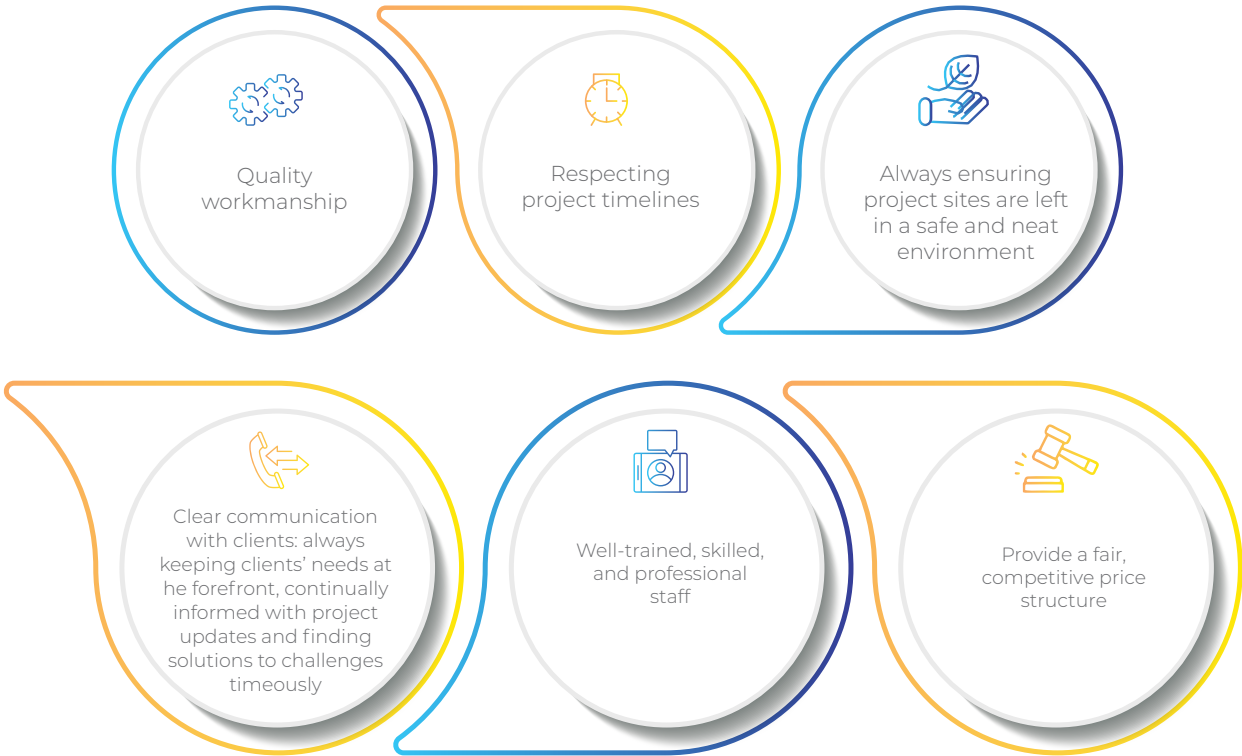 Quality
workmanship
Respecting
project timelines
Always ensuring
project sites are left
in a safe and neat
environment
Clear communication
with clients: always
keeping clients’ needs at
he forefront, continually
informed with project
updates and finding
solutions to challenges
timeously
Well-trained, skilled,
and professional
staff
Provide a fair,
competitive price
structure